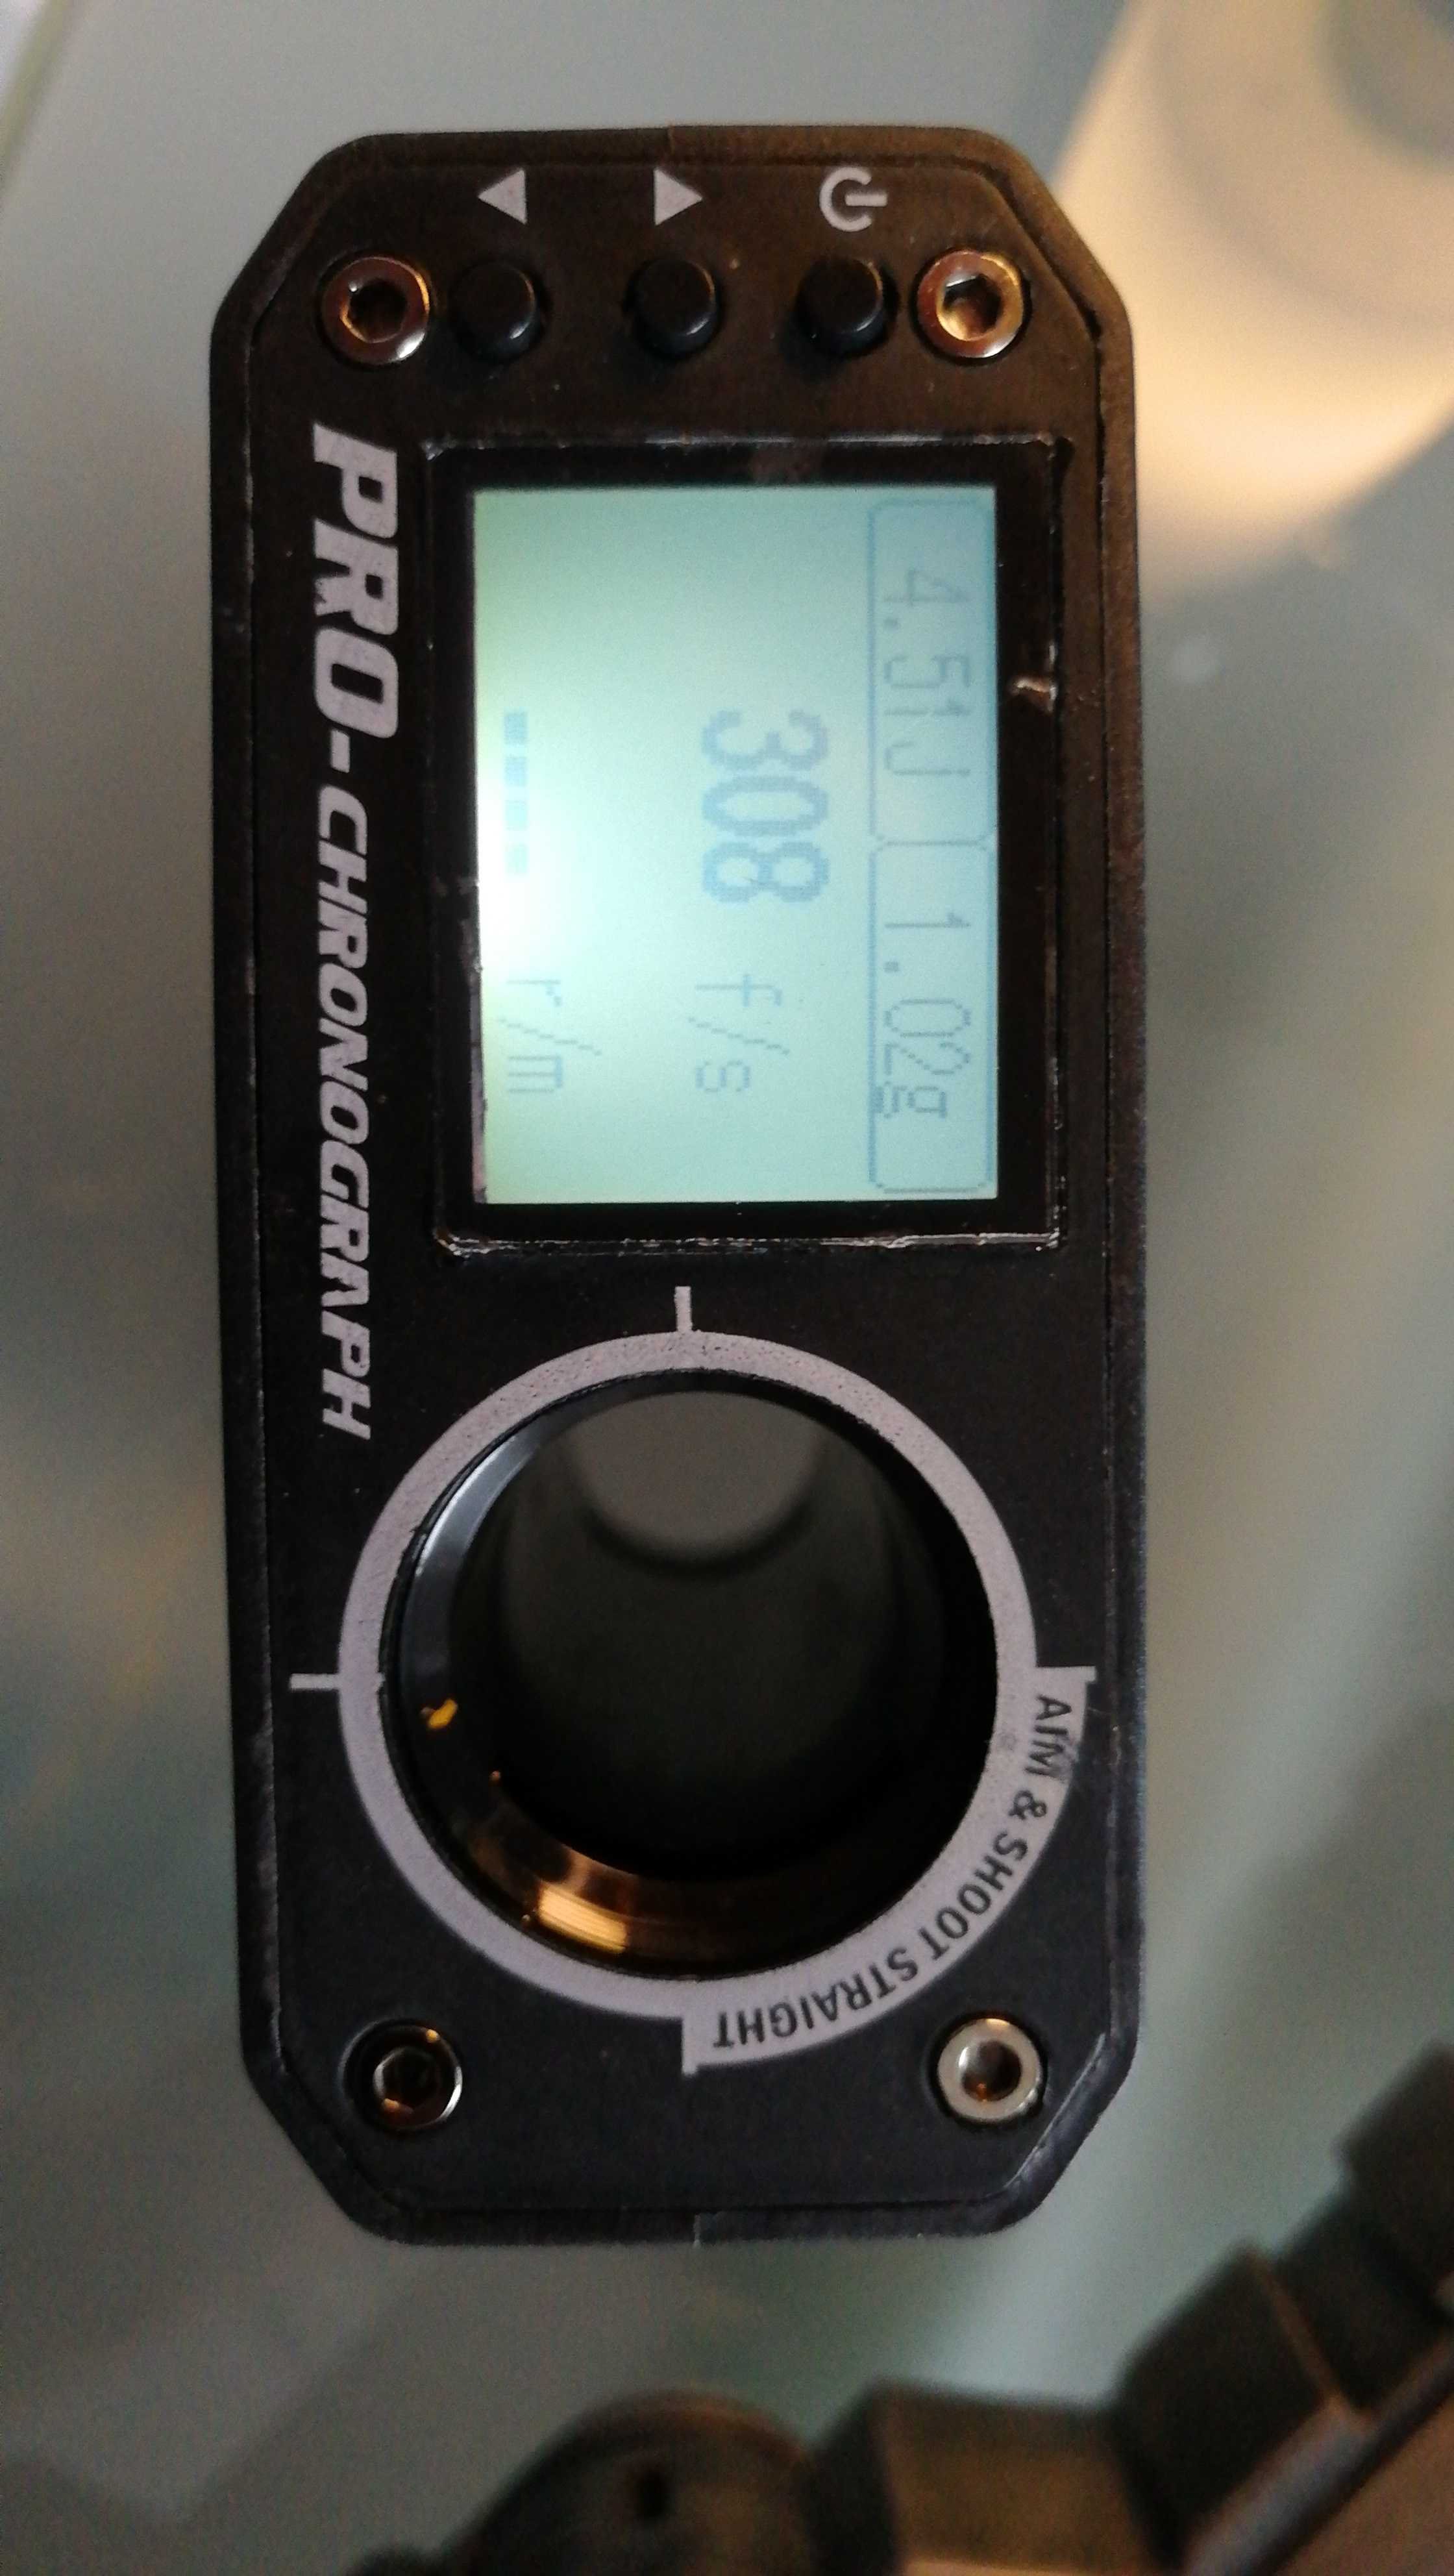 4.51J 1.02g
308 f/s
---- r/m
PRO-CHRONOGRAPH
AIM & SHOOT STRAIGHT